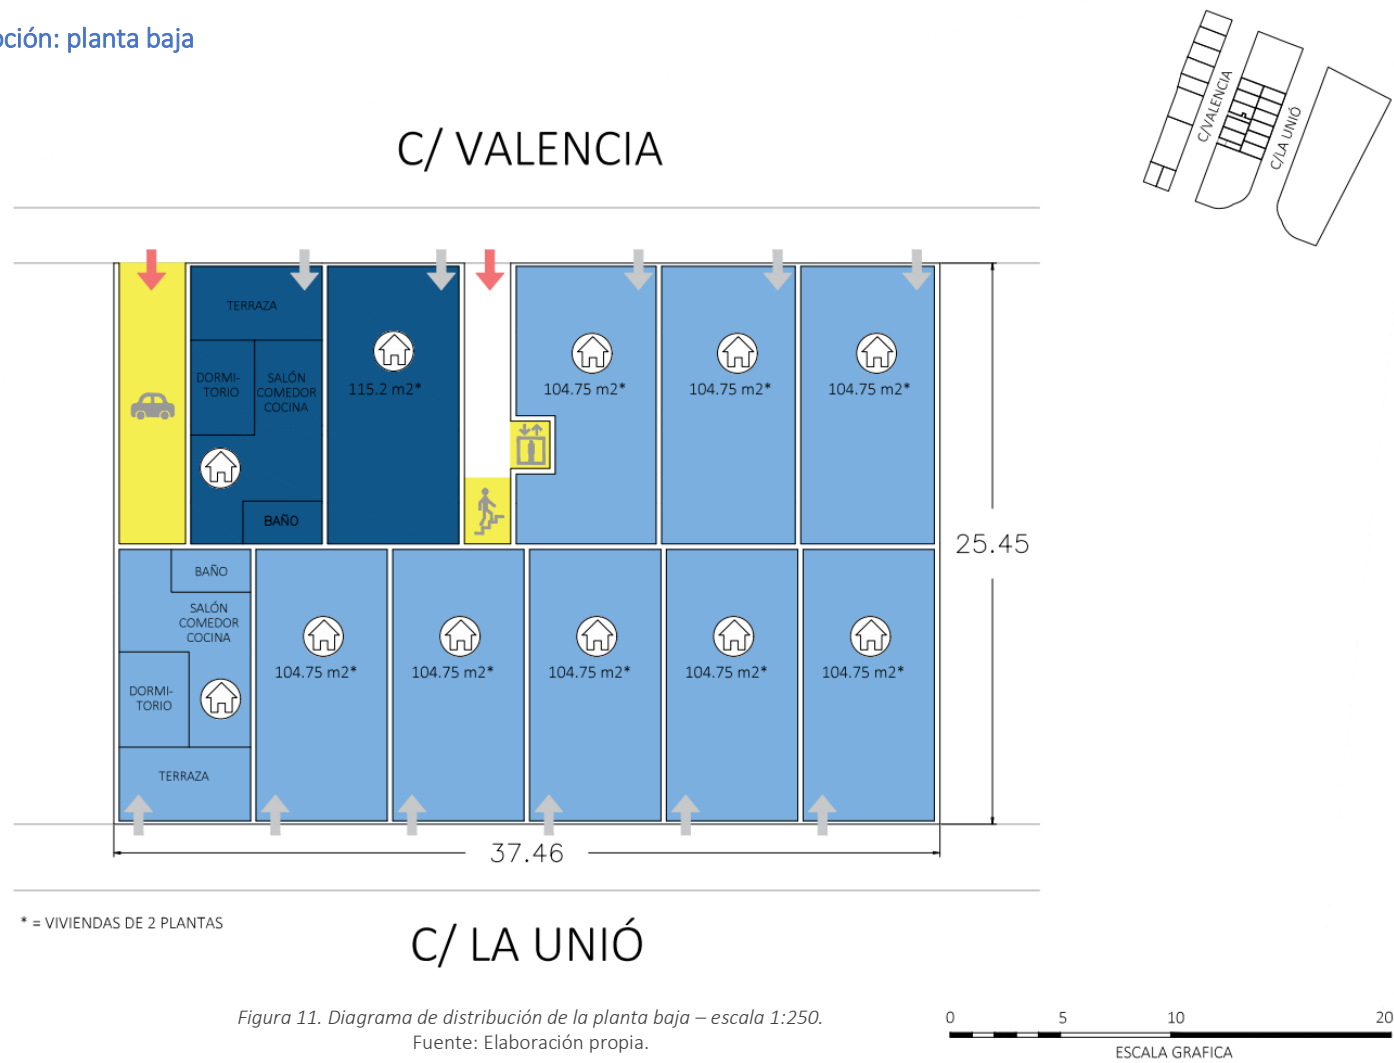 oción: planta baja
C/VALENCIA
C/LA UNIÓ
C/ VALENCIA
TERRAZA
DORMI-
TORIO
SALÓN
COMEDOR
COCINA
BAÑO
115.2 m2*
104.75 m2*
104.75 m2*
104.75 m2*
25.45
BAÑO
SALÓN
COMEDOR
COCINA
DORMI-
TORIO
TERRAZA
104.75 m2*
104.75 m2*
104.75 m2*
104.75 m2*
104.75 m2*
37.46
* = VIVIENDAS DE 2 PLANTAS
C/ LA UNIÓ
Figura 11. Diagrama de distribución de la planta baja – escala 1:250.
Fuente: Elaboración propia.
0 5 10 20
ESCALA GRAFICA